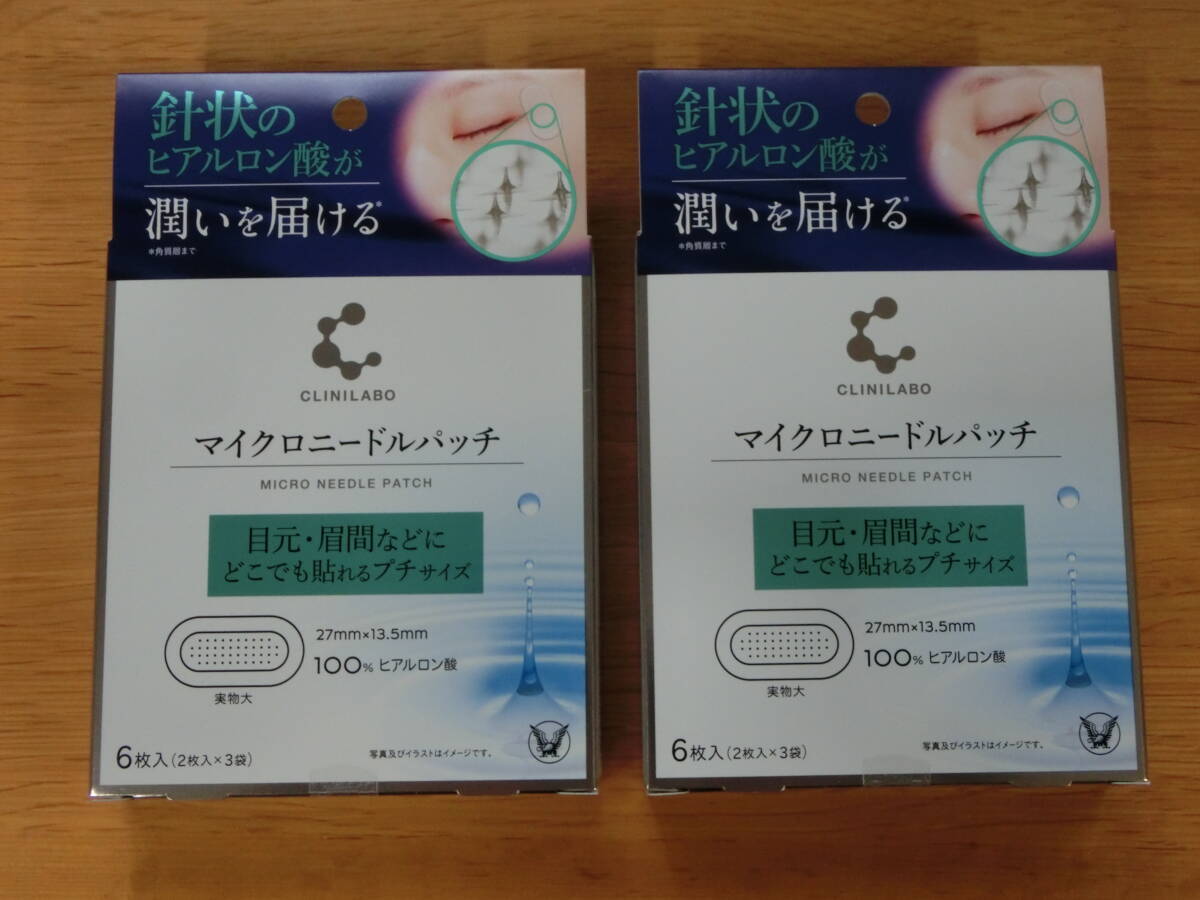 針状の
ヒアルロン酸が
潤いを届ける*
*角質層まで
CLINILABO
マイクロニードルパッチ
MICRO NEEDLE PATCH
目元・眉間などに
どこでも貼れるプチサイズ
27mm×13.5mm
100% ヒアルロン酸
実物大
6枚入(2枚入×3袋)
写真及びイラストはイメージです。
針状の
ヒアルロン酸が
潤いを届ける*
*角質層まで
CLINILABO
マイクロニードルパッチ
MICRO NEEDLE PATCH
目元・眉間などに
どこでも貼れるプチサイズ
27mm×13.5mm
100% ヒアルロン酸
実物大
6枚入(2枚入×3袋)
写真及びイラストはイメージです。